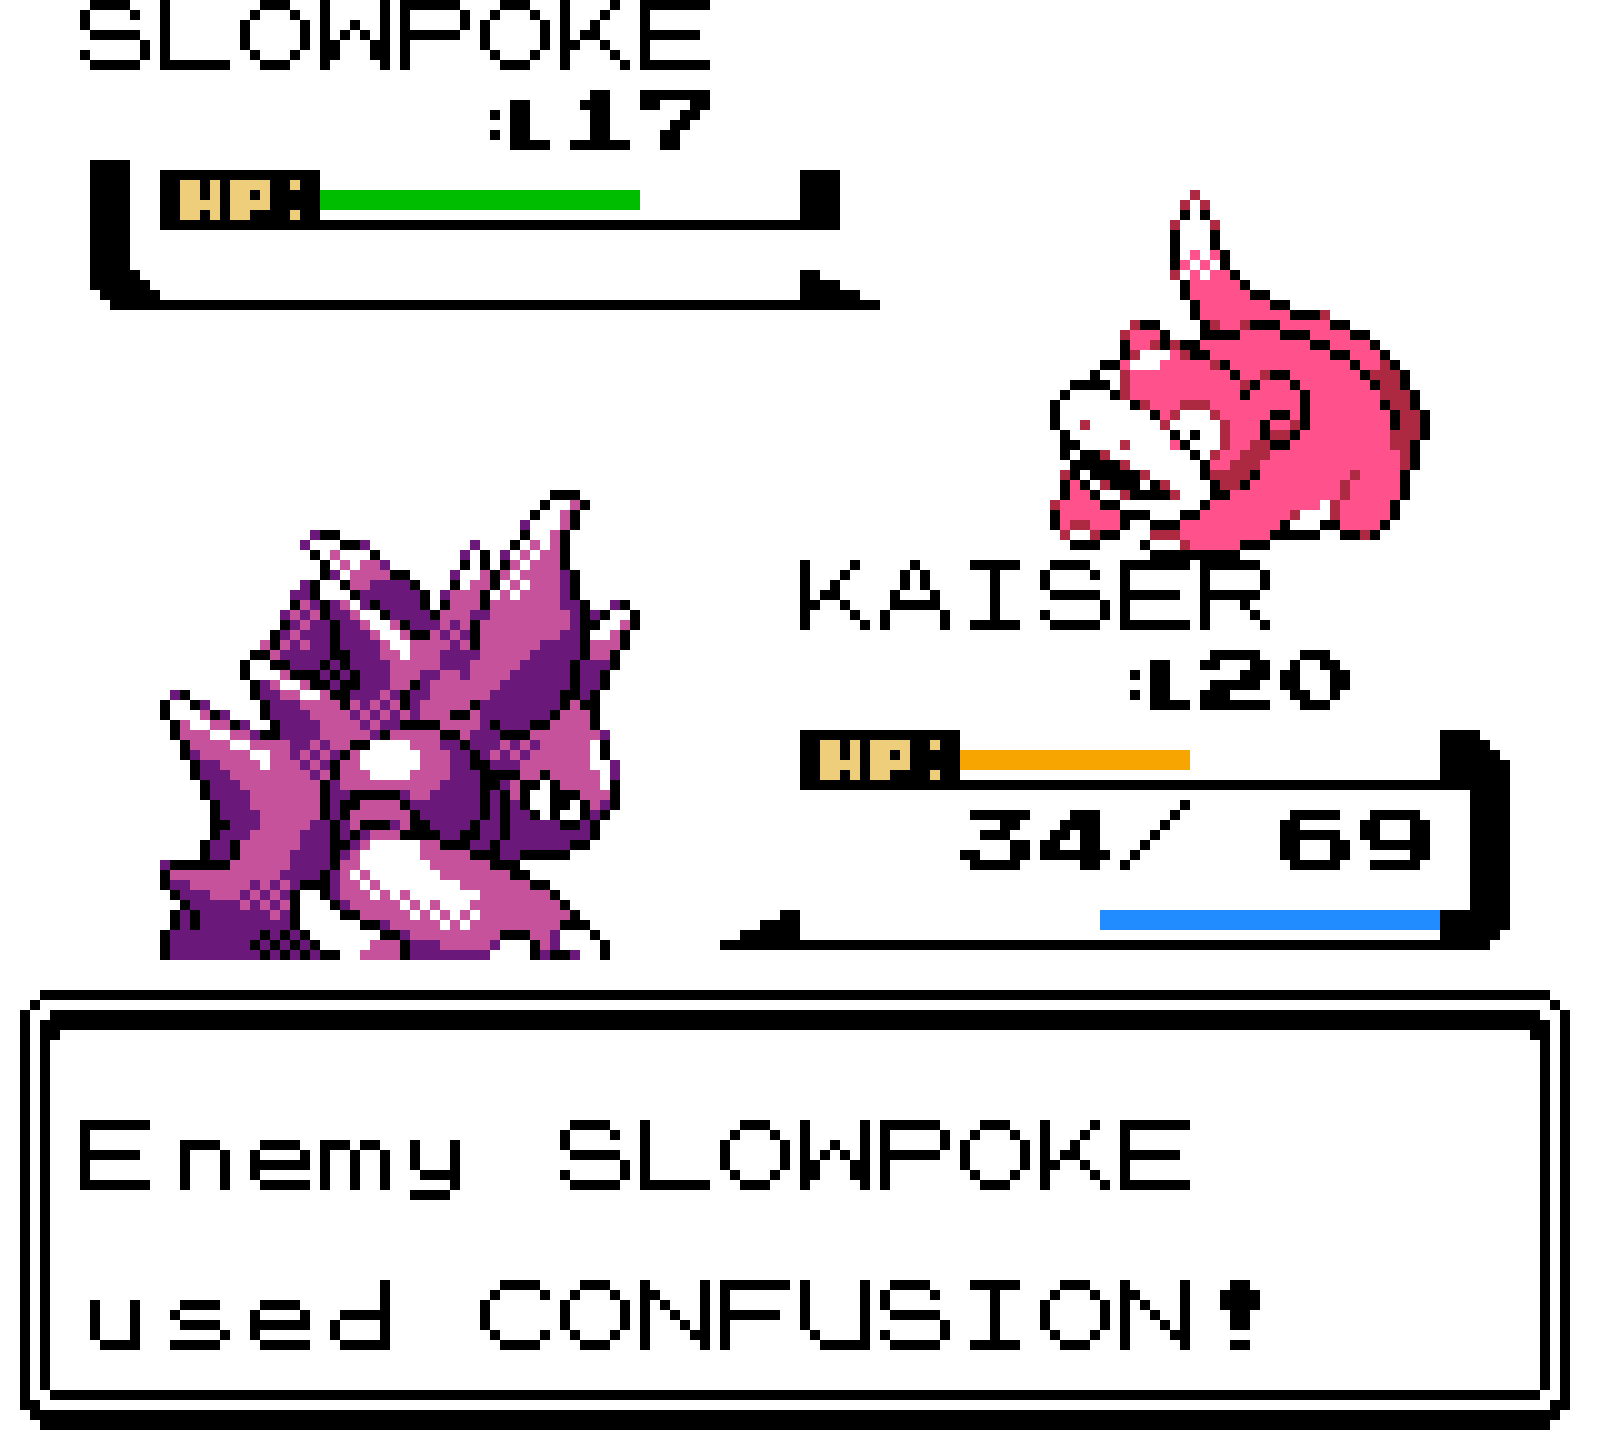 SLOWPOKE
:L17
HP:
KAISER
:L20
HP:
34/ 69
Enemy SLOWPOKE
used CONFUSION!